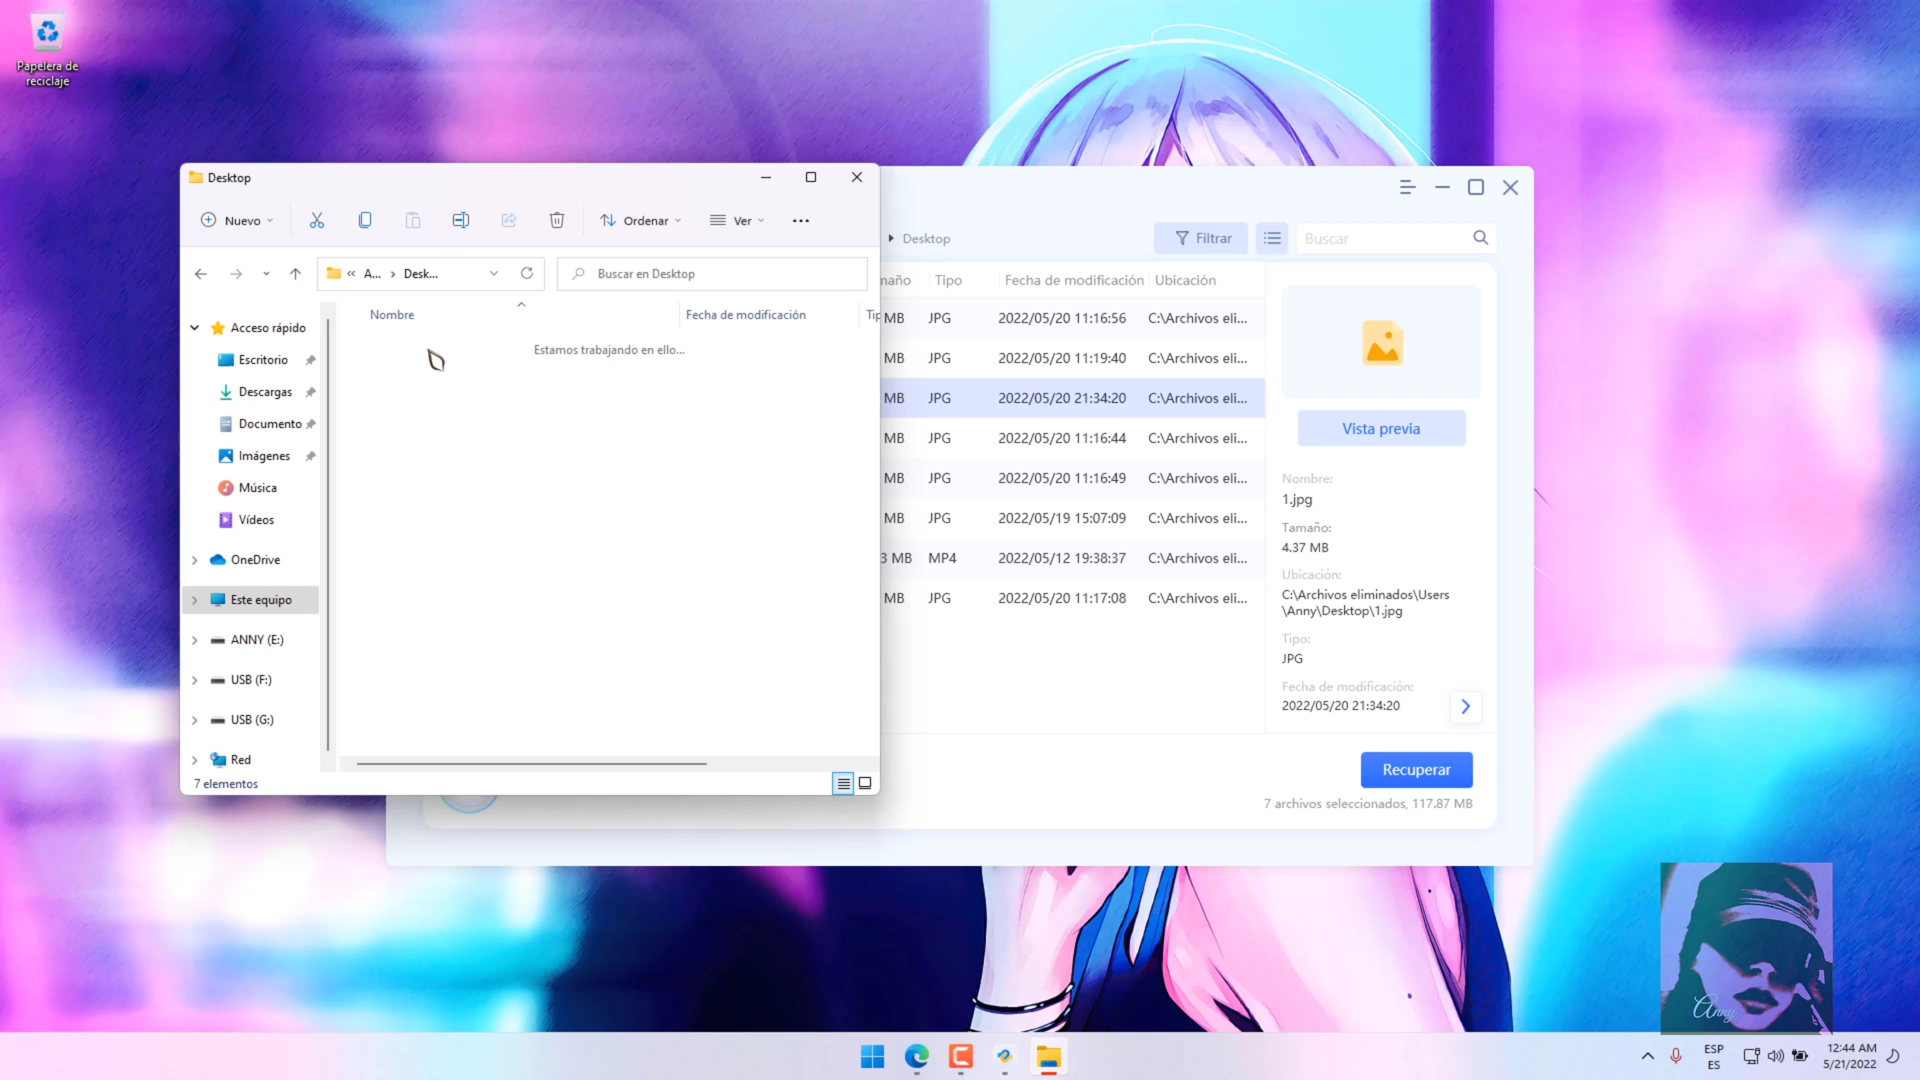 Papelera de
reciclaje
Desktop
Nuevo
Ordenar
Ver
A...
Desk...
Buscar en Desktop
Nombre
Fecha de modificación
Tip
Estamos trabajando en ello...
Acceso rápido
Escritorio
Descargas
Documento
Imágenes
Música
Vídeos
OneDrive
Este equipo
ANNY (E:)
USB (F:)
USB (G:)
Red
7 elementos
Desktop
Filtrar
Buscar
maño Tipo Fecha de modificación Ubicación
MB JPG 2022/05/20 11:16:56 C:\Archivos eli...
MB JPG 2022/05/20 11:19:40 C:\Archivos eli...
MB JPG 2022/05/20 21:34:20 C:\Archivos eli...
MB JPG 2022/05/20 11:16:44 C:\Archivos eli...
MB JPG 2022/05/20 11:16:49 C:\Archivos eli...
MB JPG 2022/05/19 15:07:09 C:\Archivos eli...
3 MB MP4 2022/05/12 19:38:37 C:\Archivos eli...
MB JPG 2022/05/20 11:17:08 C:\Archivos eli...
Vista previa
Nombre:
1.jpg
Tamaño:
4.37 MB
Ubicación:
C:\Archivos eliminados\Users
\Anny\Desktop\1.jpg
Tipo:
JPG
Fecha de modificación:
2022/05/20 21:34:20
Recuperar
7 archivos seleccionados, 117.87 MB
Anny
ESP
ES
12:44 AM
5/21/2022